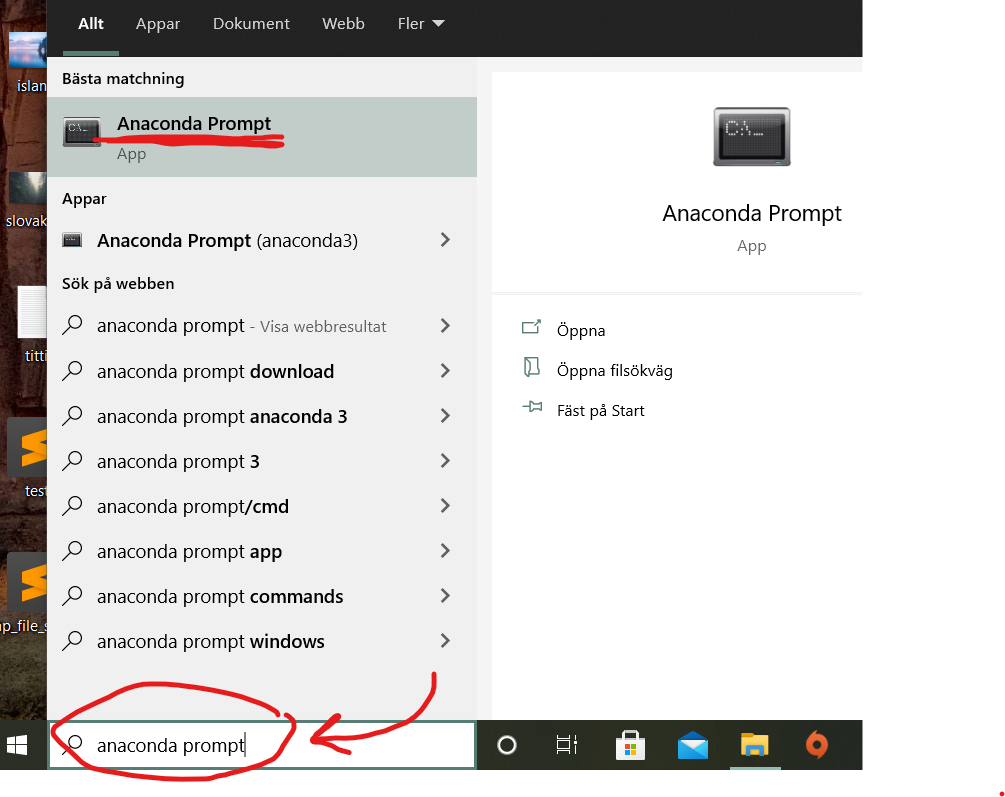 Allt Appar Dokument Webb Fler
Bästa matchning
Anaconda Prompt
App
Appar
Anaconda Prompt (anaconda3)
Sök på webben
anaconda prompt - Visa webbresultat
anaconda prompt download
anaconda prompt anaconda 3
anaconda prompt 3
anaconda prompt/cmd
anaconda prompt app
anaconda prompt commands
anaconda prompt windows
anaconda prompt
C:\_
Anaconda Prompt
App
Öppna
Öppna filsökväg
Fäst på Start
islan
slovak
titti
test